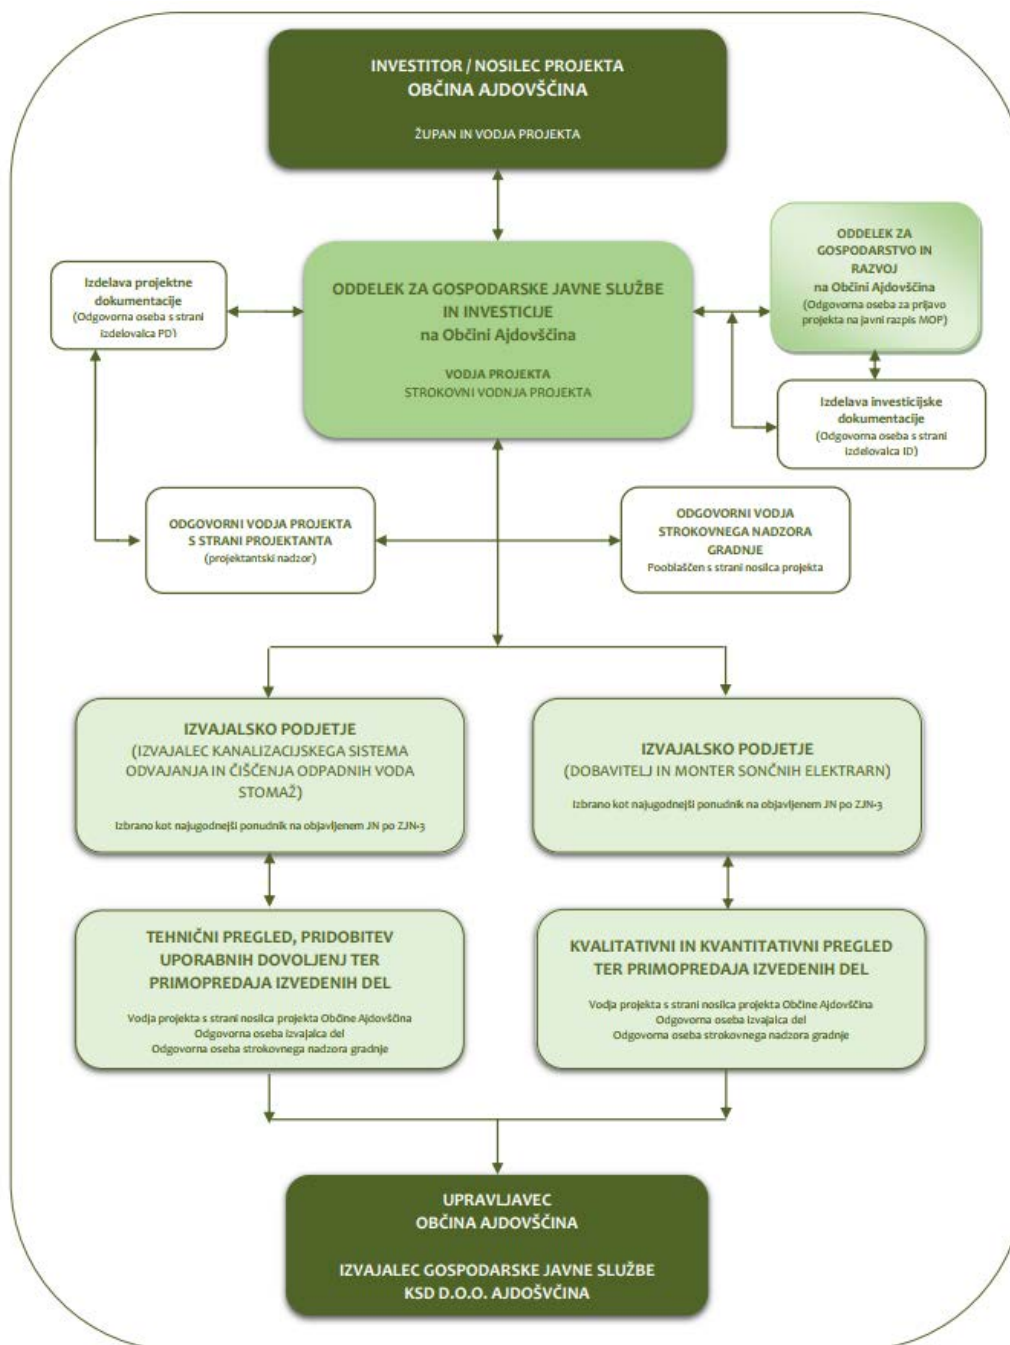 INVESTITOR / NOSILEC PROJEKTA
OBČINA AJDOVŠČINA
ŽUPAN IN VODJA PROJEKTA
ODDELEK ZA
GOSPODARSTVO IN
RAZVOJ
na Občini Ajdovščina
(Odgovorna oseba za prijavo
projekta na javni razpis MOP)
Izdelava projektne
dokumentacije
(Odgovorna oseba s strani
izdelovalca PD)
ODDELEK ZA GOSPODARSKE JAVNE SLUŽBE
IN INVESTICIJE
na Občini Ajdovščina
VODJA PROJEKTA
STROKOVNI VODNJA PROJEKTA
Izdelava investicijske
dokumentacije
(Odgovorna oseba s strani
izdelovalca ID)
ODGOVORNI VODJA PROJEKTA
S STRANI PROJEKTANTA
(projektantski nadzor)
ODGOVORNI VODJA
STROKOVNEGA NADZORA
GRADNJE
Pooblaščen s strani nosilca projekta
IZVAJALSKO PODJETJE
(IZVAJALEC KANALIZACIJSKEGA SISTEMA
ODVAJANJA IN ČIŠČENJA ODPADNIH VODA
STOMAŽ)
Izbrano kot najugodnejši ponudnik na objavljenem JN po ZJN-3
IZVAJALSKO PODJETJE
(DOBAVITELJ IN MONTER SONČNIH ELEKTRARN)
Izbrano kot najugodnejši ponudnik na objavljenem JN po ZJN-3
TEHNIČNI PREGLED, PRIDOBITEV
UPORABNIH DOVOLJENJ TER
PRIMOPREDAJA IZVEDENIH DEL
Vodja projekta s strani nosilca projekta Občine Ajdovščina
Odgovorna oseba izvajalca del
Odgovorna oseba strokovnega nadzora gradnje
KVALITATIVNI IN KVANTITATIVNI PREGLED
TER PRIMOPREDAJA IZVEDENIH DEL
Vodja projekta s strani nosilca projekta Občine Ajdovščina
Odgovorna oseba izvajalca del
Odgovorna oseba strokovnega nadzora gradnje
UPRAVLJAVEC
OBČINA AJDOVŠČINA
IZVAJALEC GOSPODARSKE JAVNE SLUŽBE
KSD D.O.O. AJDOŠVČINA